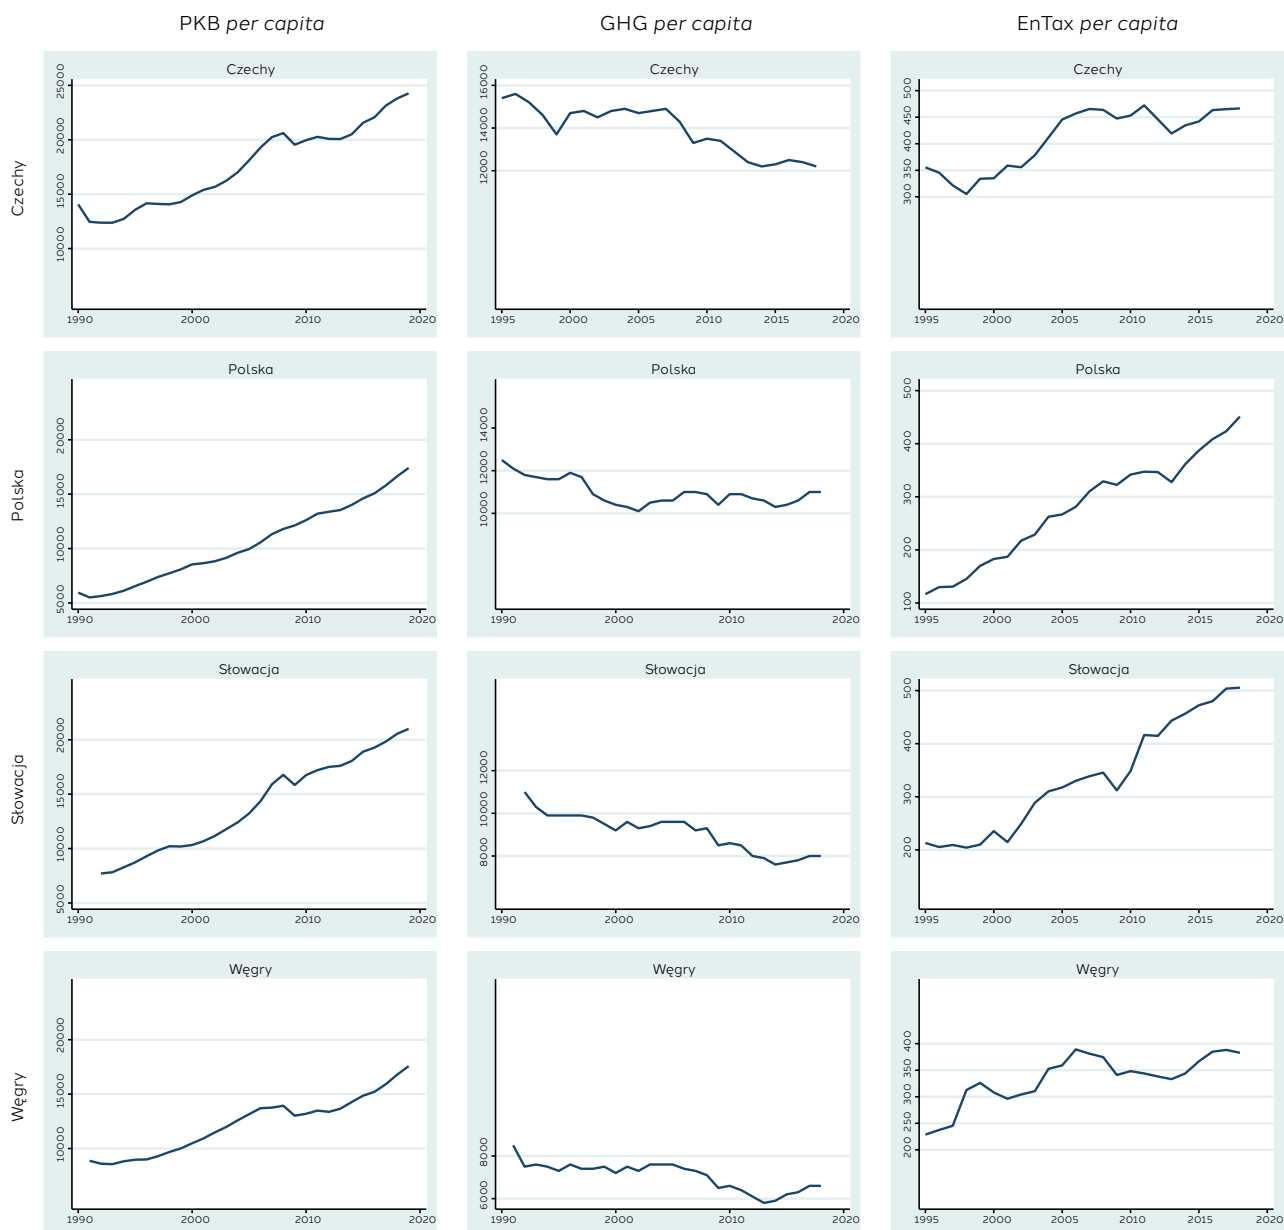 PKB per capita GHG per capita EnTax per capita
Czechy
Czechy
10000 15000 20000 25000
1990 2000 2010 2020
Czechy
12000 14000 16000
1995 2000 2005 2010 2015 2020
Czechy
300 350 400 450 500
1995 2000 2005 2010 2015 2020
Polska
Polska
5000 10000 15000 20000
1990 2000 2010 2020
Polska
10000 12000 14000
1990 2000 2010 2020
Polska
100 200 300 400 500
1995 2000 2005 2010 2015 2020
Słowacja
Słowacja
5000 10000 15000 20000
1990 2000 2010 2020
Słowacja
8000 10000 12000
1990 2000 2010 2020
Słowacja
200 300 400 500
1995 2000 2005 2010 2015 2020
Węgry
Węgry
10000 15000 20000
1990 2000 2010 2020
Węgry
6000 8000
1990 2000 2010 2020
Węgry
200 250 300 350 400
1995 2000 2005 2010 2015 2020